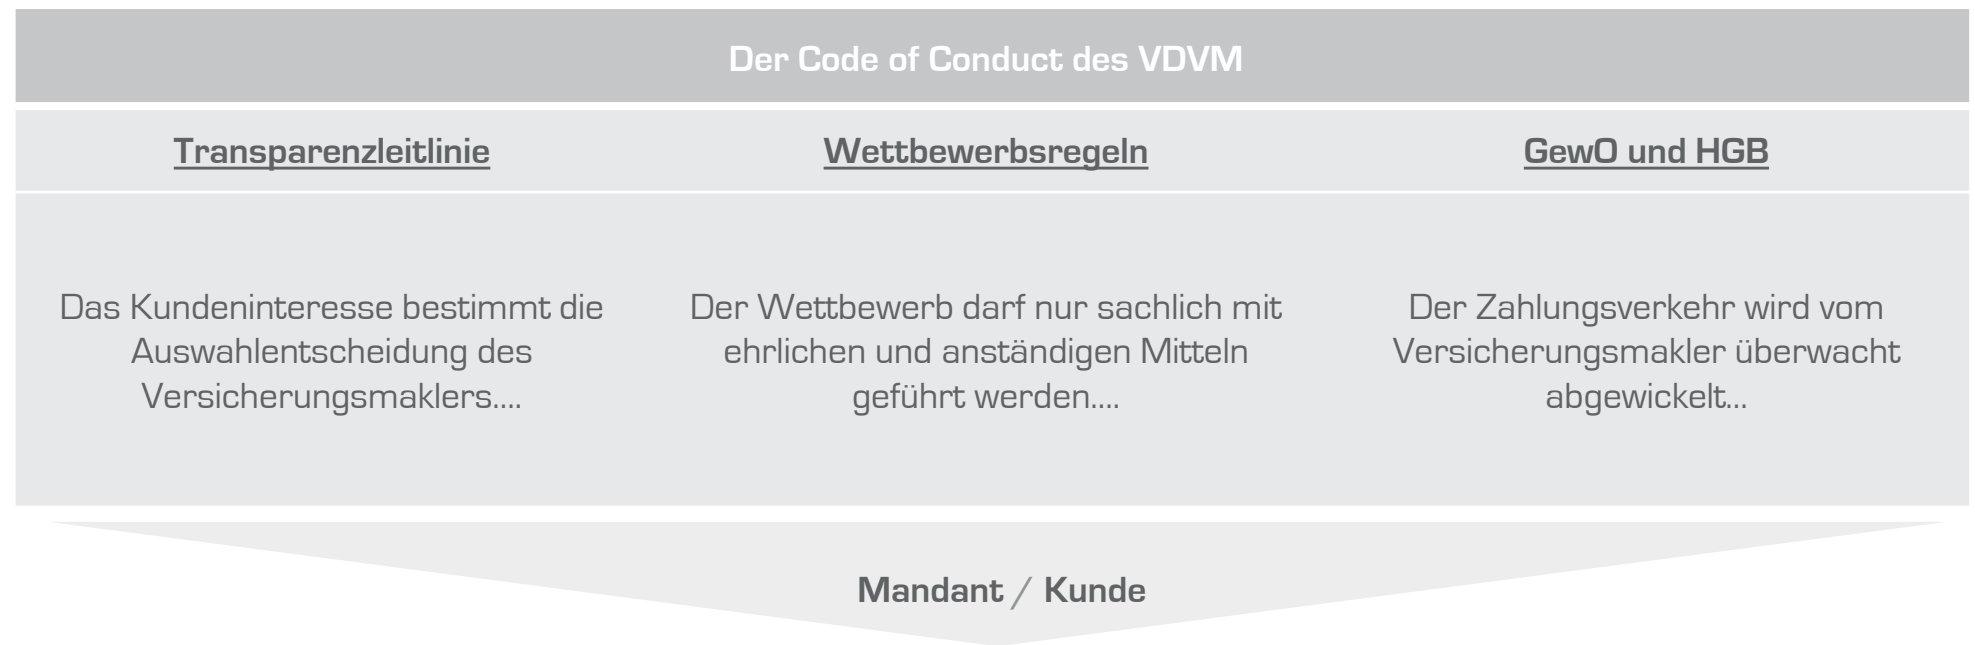 Der Code of Conduct des VDVM
Transparenzleitlinie
Wettbewerbsregeln
GewO und HGB
Das Kundeninteresse bestimmt die
Auswahlentscheidung des
Versicherungsmaklers....
Der Wettbewerb darf nur sachlich mit
ehrlichen und anständigen Mitteln
geführt werden....
Der Zahlungsverkehr wird vom
Versicherungsmakler überwacht
abgewickelt...
Mandant / Kunde